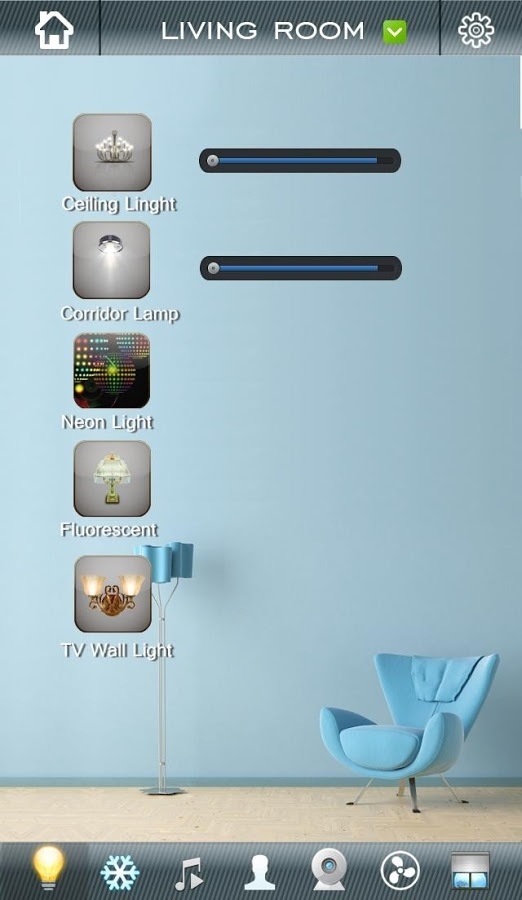 LIVING ROOM
Ceiling Linght
Corridor Lamp
Neon Light
Fluorescent
TV Wall Light